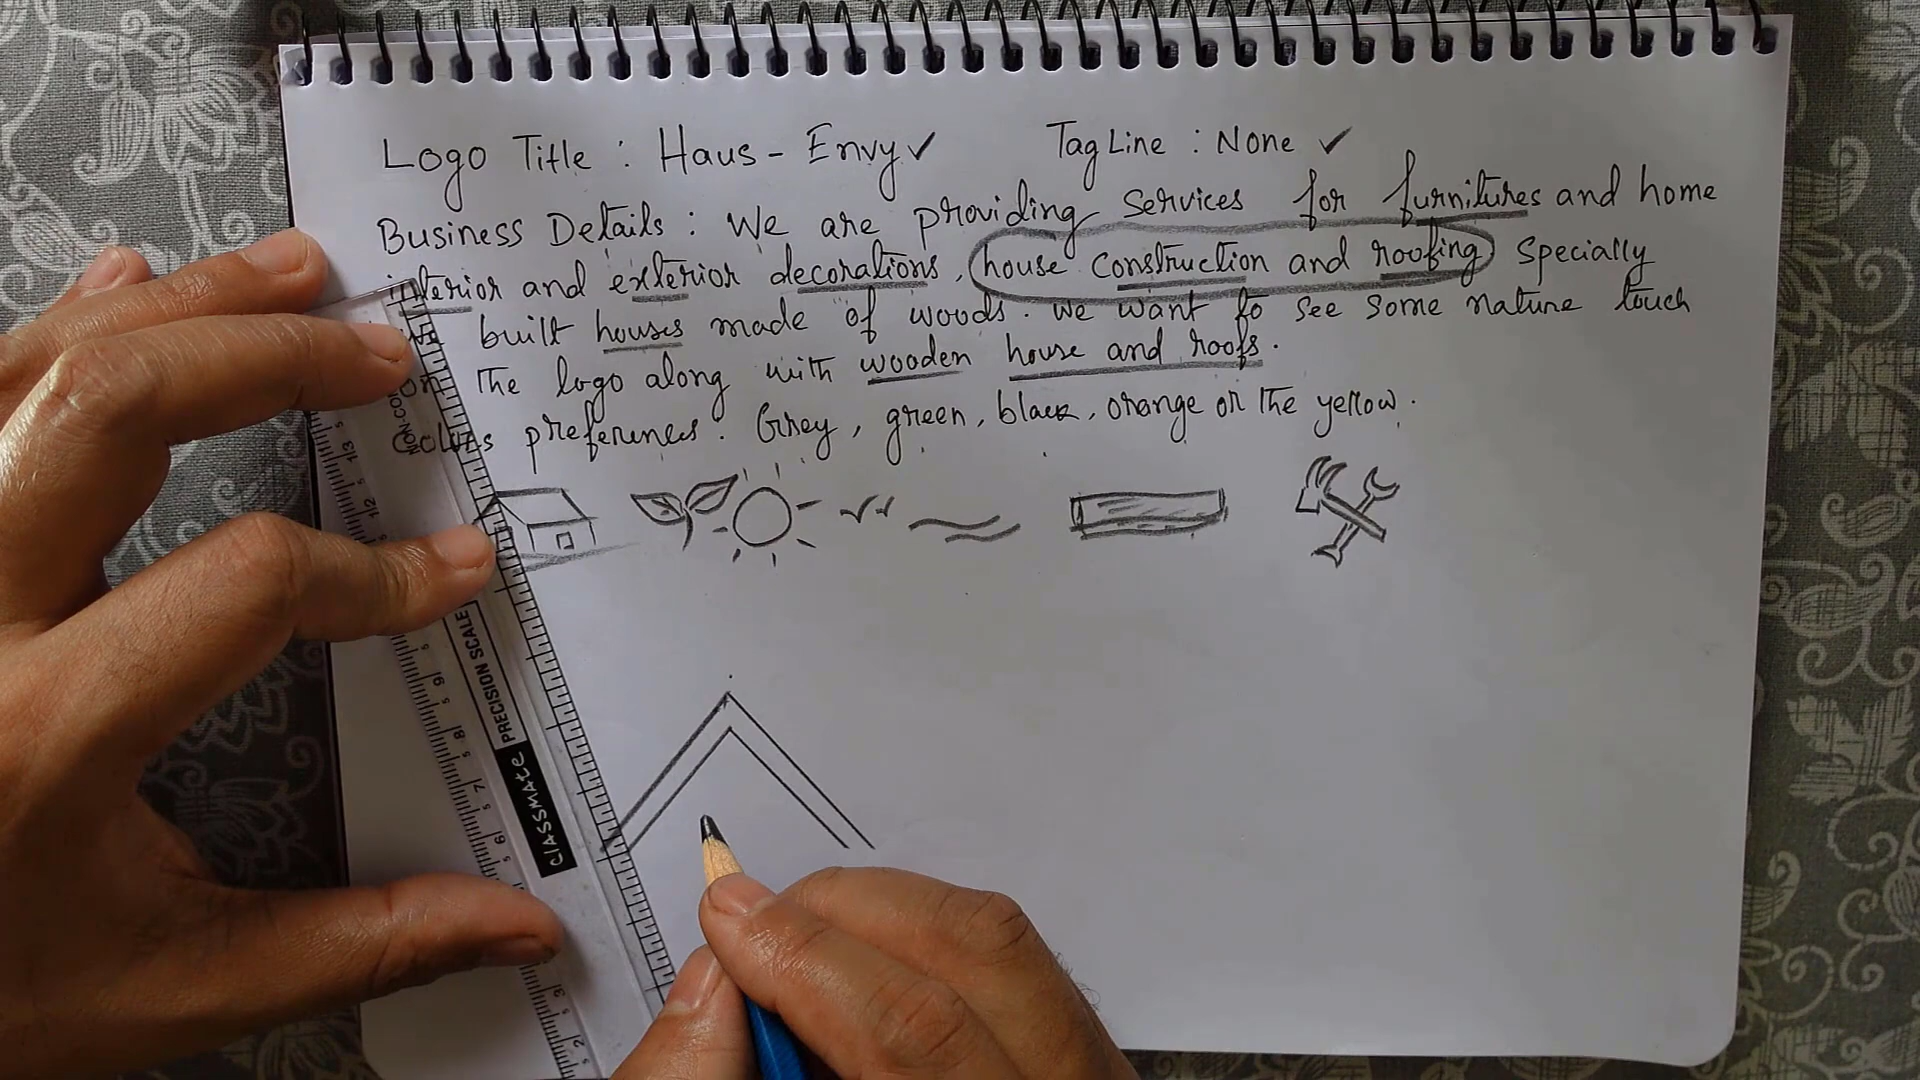 Logo Title : Haus - Envy ✓ Tag Line : None ✓
Business Details : We are providing services for furnitures and home
interior and exterior decorations, house construction and roofing specially
built houses made of woods. We want to see some nature touch
on the logo along with wooden house and roofs.
Colors preferences. Grey, green, black, orange or the yellow.
PRECISION SCALE
CLASSMATE